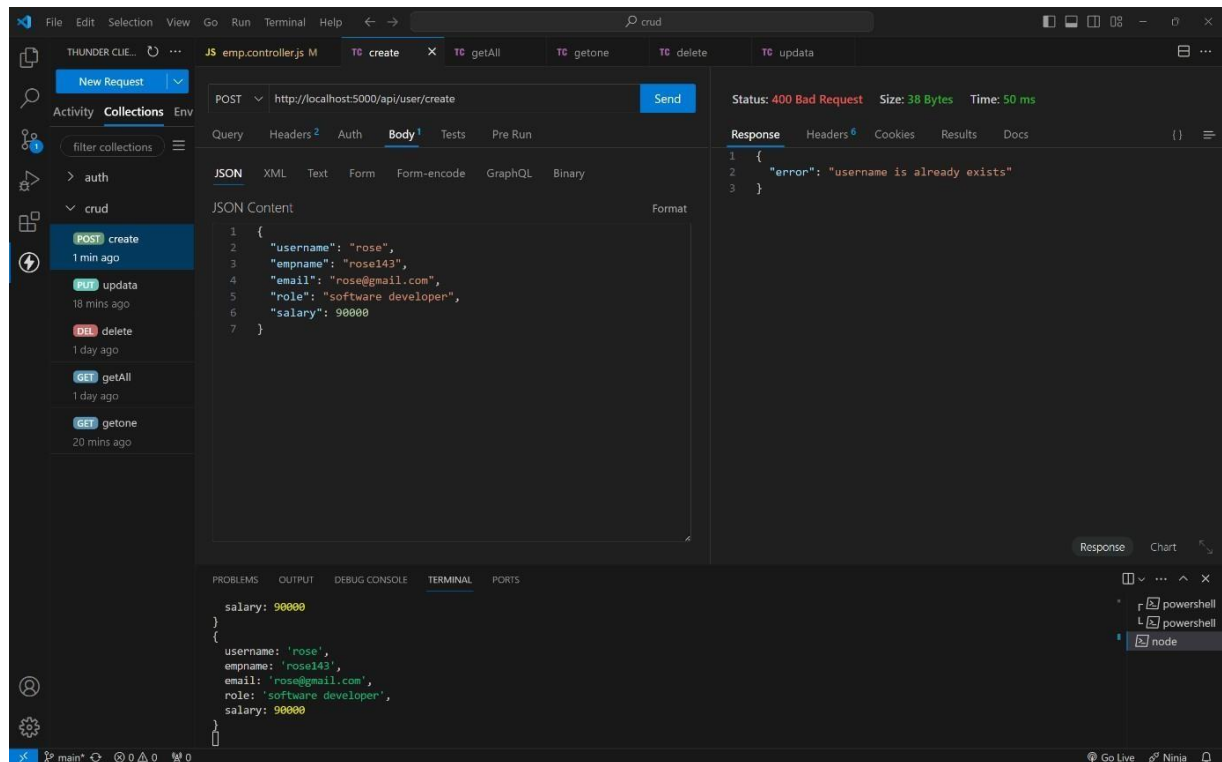 File Edit Selection View Go Run Terminal Help ← → crud
THUNDER CLIE... ···
JS emp.controller.js M TC create × TC getAll TC getone TC delete TC updata ···
New Request
Activity Collections Env
filter collections
> auth
crud
POST create
1 min ago
PUT updata
18 mins ago
DEL delete
1 day ago
GET getAll
1 day ago
GET getone
20 mins ago
POST http://localhost:5000/api/user/create Send
Query Headers 2 Auth Body 1 Tests Pre Run
JSON XML Text Form Form-encode GraphQL Binary
JSON Content Format
1 {
2 "username": "rose",
3 "empname": "rose143",
4 "email": "rose@gmail.com",
5 "role": "software developer",
6 "salary": 90000
7 }
Status: 400 Bad Request Size: 38 Bytes Time: 50 ms
Response Headers 6 Cookies Results Docs {}
1 {
2 "error": "username is already exists"
3 }
Response Chart
PROBLEMS OUTPUT DEBUG CONSOLE TERMINAL PORTS ···
salary: 90000
}
{
username: 'rose',
empname: 'rose143',
email: 'rose@gmail.com',
role: 'software developer',
salary: 90000
}
powershell
powershell
node
1
main* 0 0 0 Go Live Ninja